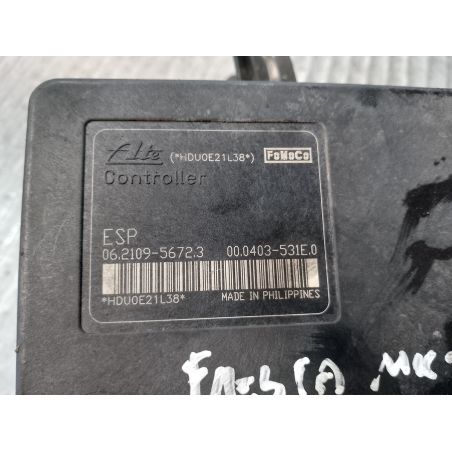 Ate (*HDU0E21L38*) FoMoCo
Controller
ESP
06.2109-5672.3 00.0403-531E.0
*HDU0E21L38* MADE IN PHILIPPINES